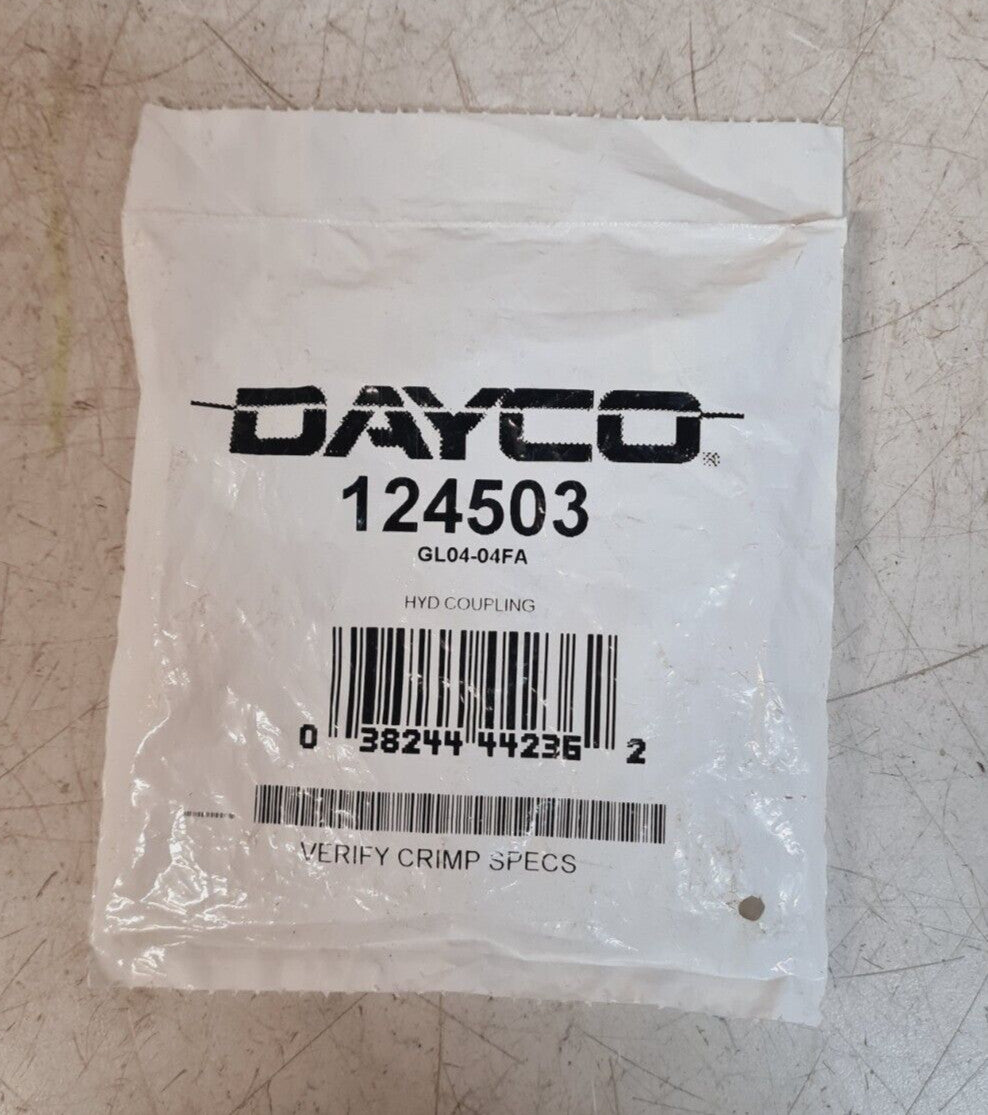 DAYCO®
124503
GL04-04FA
HYD COUPLING
0 38244 44236 2
VERIFY CRIMP SPECS